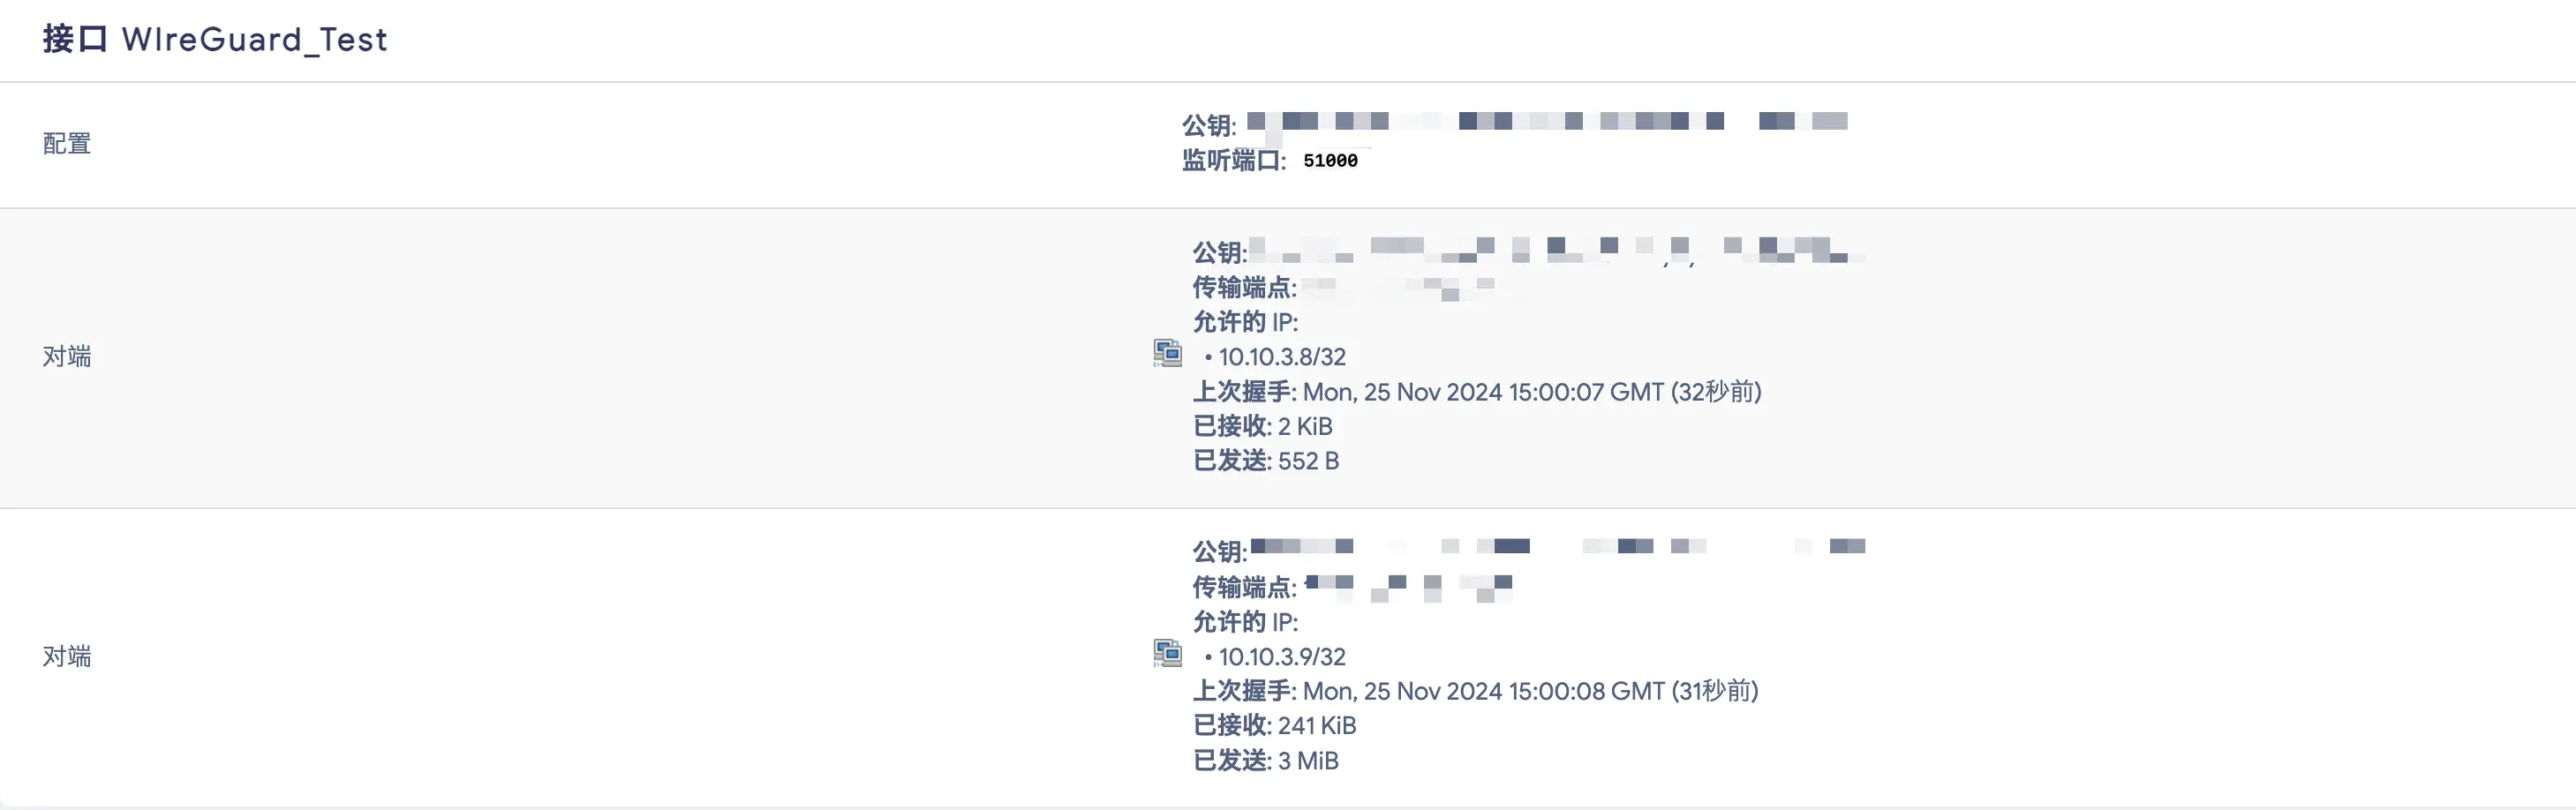 接口 WIreGuard_Test
配置
公钥:
监听端口: 51000
对端
公钥:
传输端点:
允许的 IP:
• 10.10.3.8/32
上次握手: Mon, 25 Nov 2024 15:00:07 GMT (32秒前)
已接收: 2 KiB
已发送: 552 B
对端
公钥:
传输端点:
允许的 IP:
• 10.10.3.9/32
上次握手: Mon, 25 Nov 2024 15:00:08 GMT (31秒前)
已接收: 241 KiB
已发送: 3 MiB